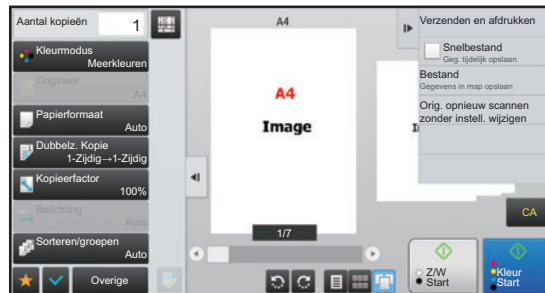 Aantal kopieën
1
Kleurmodus
Meerkleuren
Origineel
A4
Papierformaat
Auto
Dubbelz. Kopie
1-Zijdig→1-Zijdig
Kopieerfactor
100%
Belichting
Auto
Sorteren/groepen
Auto
Overige
A4
A4
Image
1/7
Verzenden en afdrukken
Snelbestand
Geg. tijdelijk opslaan
Bestand
Gegevens in map opslaan
Orig. opnieuw scannen
zonder instell. wijzigen
CA
Z/W
Start
Kleur
Start